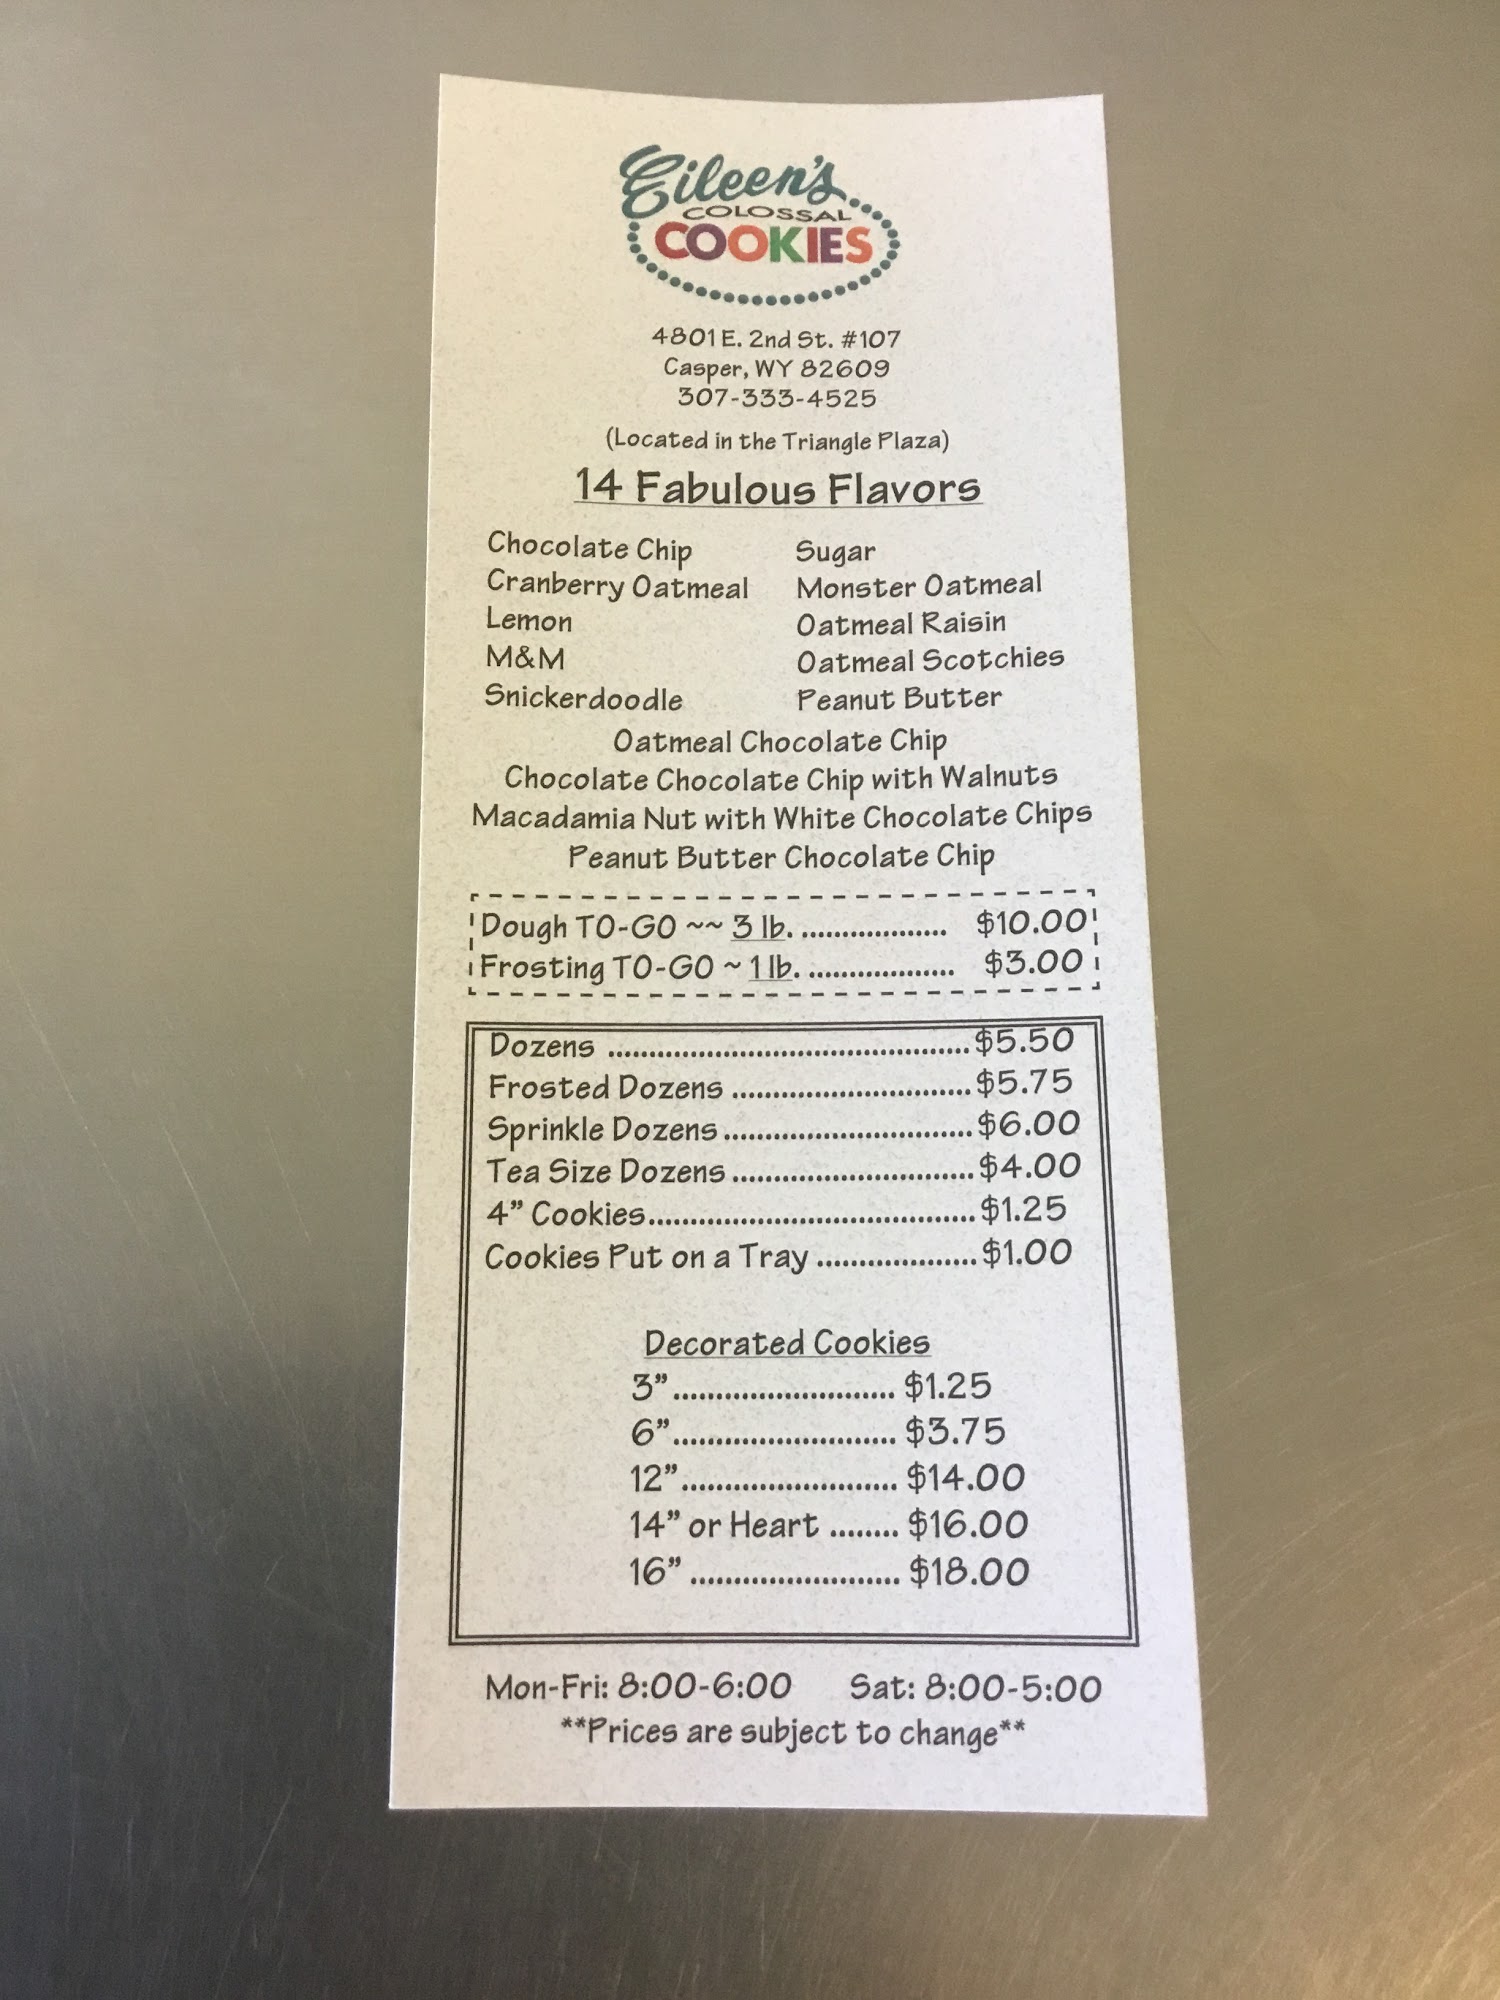 Eileen's
COLOSSAL
COOKIES
4801 E. 2nd St. #107
Casper, WY 82609
307-333-4525
(Located in the Triangle Plaza)
14 Fabulous Flavors
Chocolate Chip Sugar
Cranberry Oatmeal Monster Oatmeal
Lemon Oatmeal Raisin
M&M Oatmeal Scotchies
Snickerdoodle Peanut Butter
Oatmeal Chocolate Chip
Chocolate Chocolate Chip with Walnuts
Macadamia Nut with White Chocolate Chips
Peanut Butter Chocolate Chip
Dough TO-GO ~~ 3 lb. .................. $10.00
Frosting TO-GO ~ 1 lb. .................. $3.00
Dozens ............................................ $5.50
Frosted Dozens ............................. $5.75
Sprinkle Dozens .............................. $6.00
Tea Size Dozens ............................. $4.00
4” Cookies....................................... $1.25
Cookies Put on a Tray ................... $1.00
Decorated Cookies
3”.......................... $1.25
6”.......................... $3.75
12”......................... $14.00
14” or Heart ........ $16.00
16” ........................ $18.00
Mon-Fri: 8:00-6:00 Sat: 8:00-5:00
**Prices are subject to change**